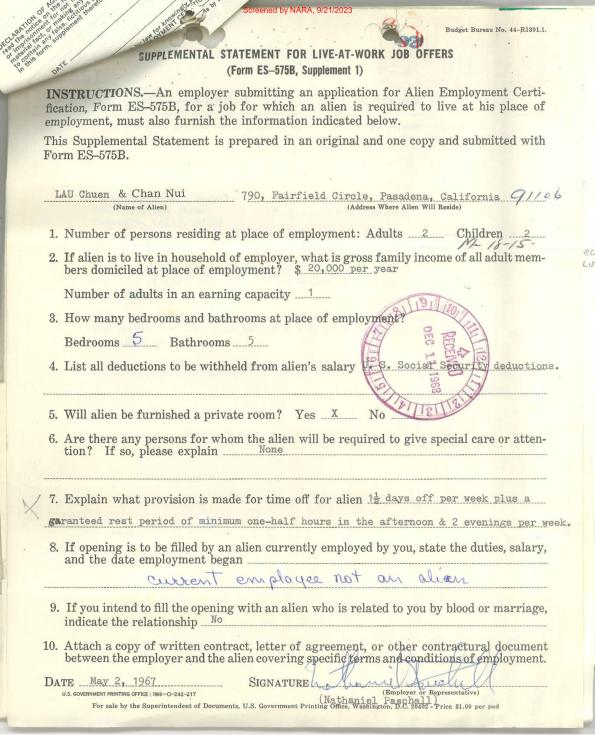 Screened by NARA, 9/21/2023
Budget Bureau No. 44-R1391.1.
SUPPLEMENTAL STATEMENT FOR LIVE-AT-WORK JOB OFFERS
(Form ES-575B, Supplement 1)
INSTRUCTIONS.—An employer submitting an application for Alien Employment Certi-
fication, Form ES-575B, for a job for which an alien is required to live at his place of
employment, must also furnish the information indicated below.
This Supplemental Statement is prepared in an original and one copy and submitted with
Form ES-575B.
LAU Chuen & Chan Nui 790, Fairfield Circle, Pasadena, California 91106
(Name of Alien) (Address Where Alien Will Reside)
1. Number of persons residing at place of employment: Adults 2 Children 2
18-15
2. If alien is to live in household of employer, what is gross family income of all adult mem-
bers domiciled at place of employment? $ 20,000 per year
Number of adults in an earning capacity 1
3. How many bedrooms and bathrooms at place of employment?
Bedrooms 5 Bathrooms 5
4. List all deductions to be withheld from alien's salary U. S. Social Security deductions.
RECEIVED
DEC 11 1968
5. Will alien be furnished a private room? Yes X No
6. Are there any persons for whom the alien will be required to give special care or atten-
tion? If so, please explain None
7. Explain what provision is made for time off for alien 1½ days off per week plus a
garanteed rest period of minimum one-half hours in the afternoon & 2 evenings per week.
8. If opening is to be filled by an alien currently employed by you, state the duties, salary,
and the date employment began
current employee not an alien
9. If you intend to fill the opening with an alien who is related to you by blood or marriage,
indicate the relationship No
10. Attach a copy of written contract, letter of agreement, or other contractural document
between the employer and the alien covering specific terms and conditions of employment.
DATE May 2, 1967 SIGNATURE Nathaniel Paschall
U.S. GOVERNMENT PRINTING OFFICE: 1966—O-242-217 (Employer or Representative)
(Nathaniel Paschall)
For sale by the Superintendent of Documents, U.S. Government Printing Office, Washington, D.C. 20402 - Price $1.00 per pad